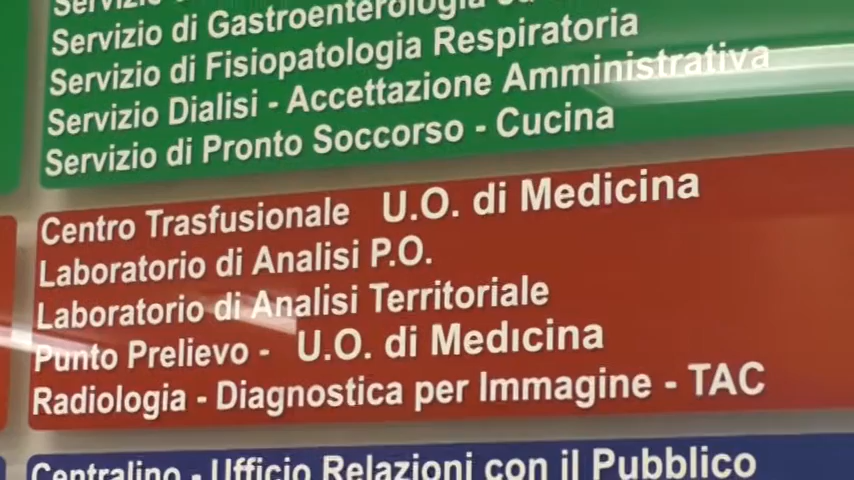 Servizio di
Servizio di Gastroenterologia
Servizio di Fisiopatologia Respiratoria
Servizio Dialisi - Accettazione Amministrativa
Servizio di Pronto Soccorso - Cucina
Centro Trasfusionale U.O. di Medicina
Laboratorio di Analisi P.O.
Laboratorio di Analisi Territoriale
Punto Prelievo - U.O. di Medicina
Radiologia - Diagnostica per Immagine - TAC
Centralino - Ufficio Relazioni con il Pubblico